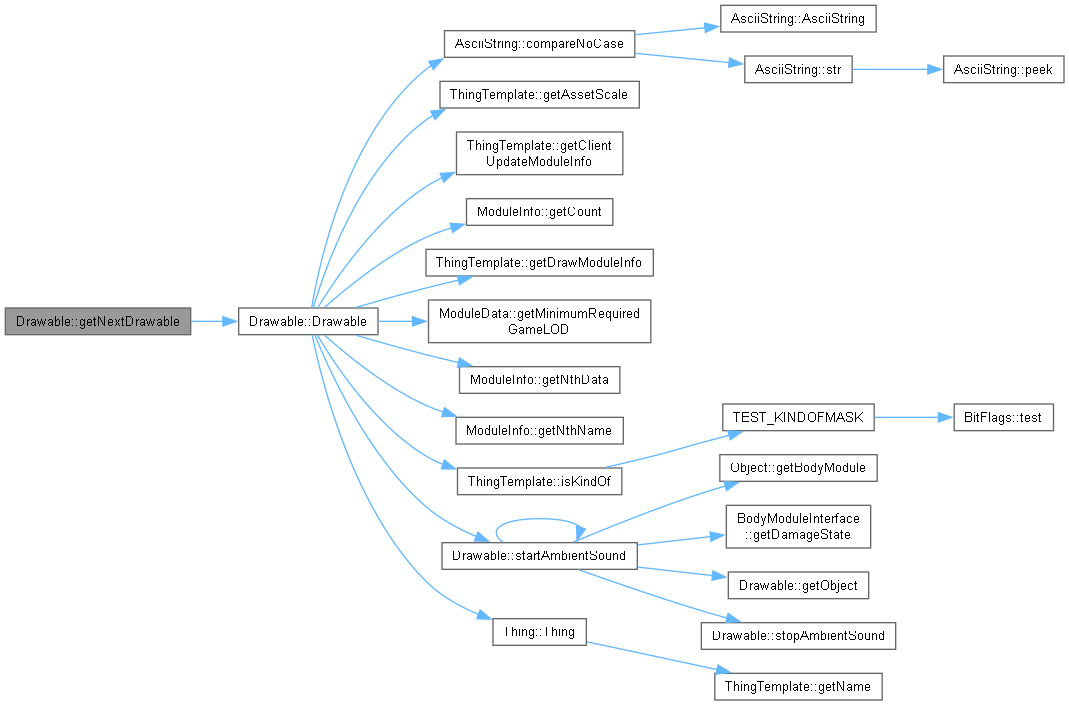 Drawable::getNextDrawable
Drawable::Drawable
AsciiString::compareNoCase
AsciiString::AsciiString
AsciiString::str
AsciiString::peek
ThingTemplate::getAssetScale
ThingTemplate::getClient
UpdateModuleInfo
ModuleInfo::getCount
ThingTemplate::getDrawModuleInfo
ModuleData::getMinimumRequired
GameLOD
ModuleInfo::getNthData
ModuleInfo::getNthName
ThingTemplate::isKindOf
TEST_KINDOFMASK
BitFlags::test
Drawable::startAmbientSound
Object::getBodyModule
BodyModuleInterface
::getDamageState
Drawable::getObject
Drawable::stopAmbientSound
Thing::Thing
ThingTemplate::getName